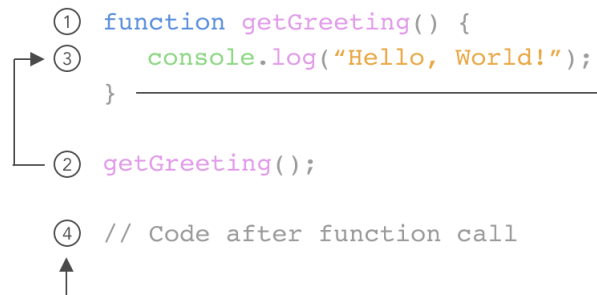 ① function getGreeting() {
③ console.log(“Hello, World!”);
}
② getGreeting();
④ // Code after function call